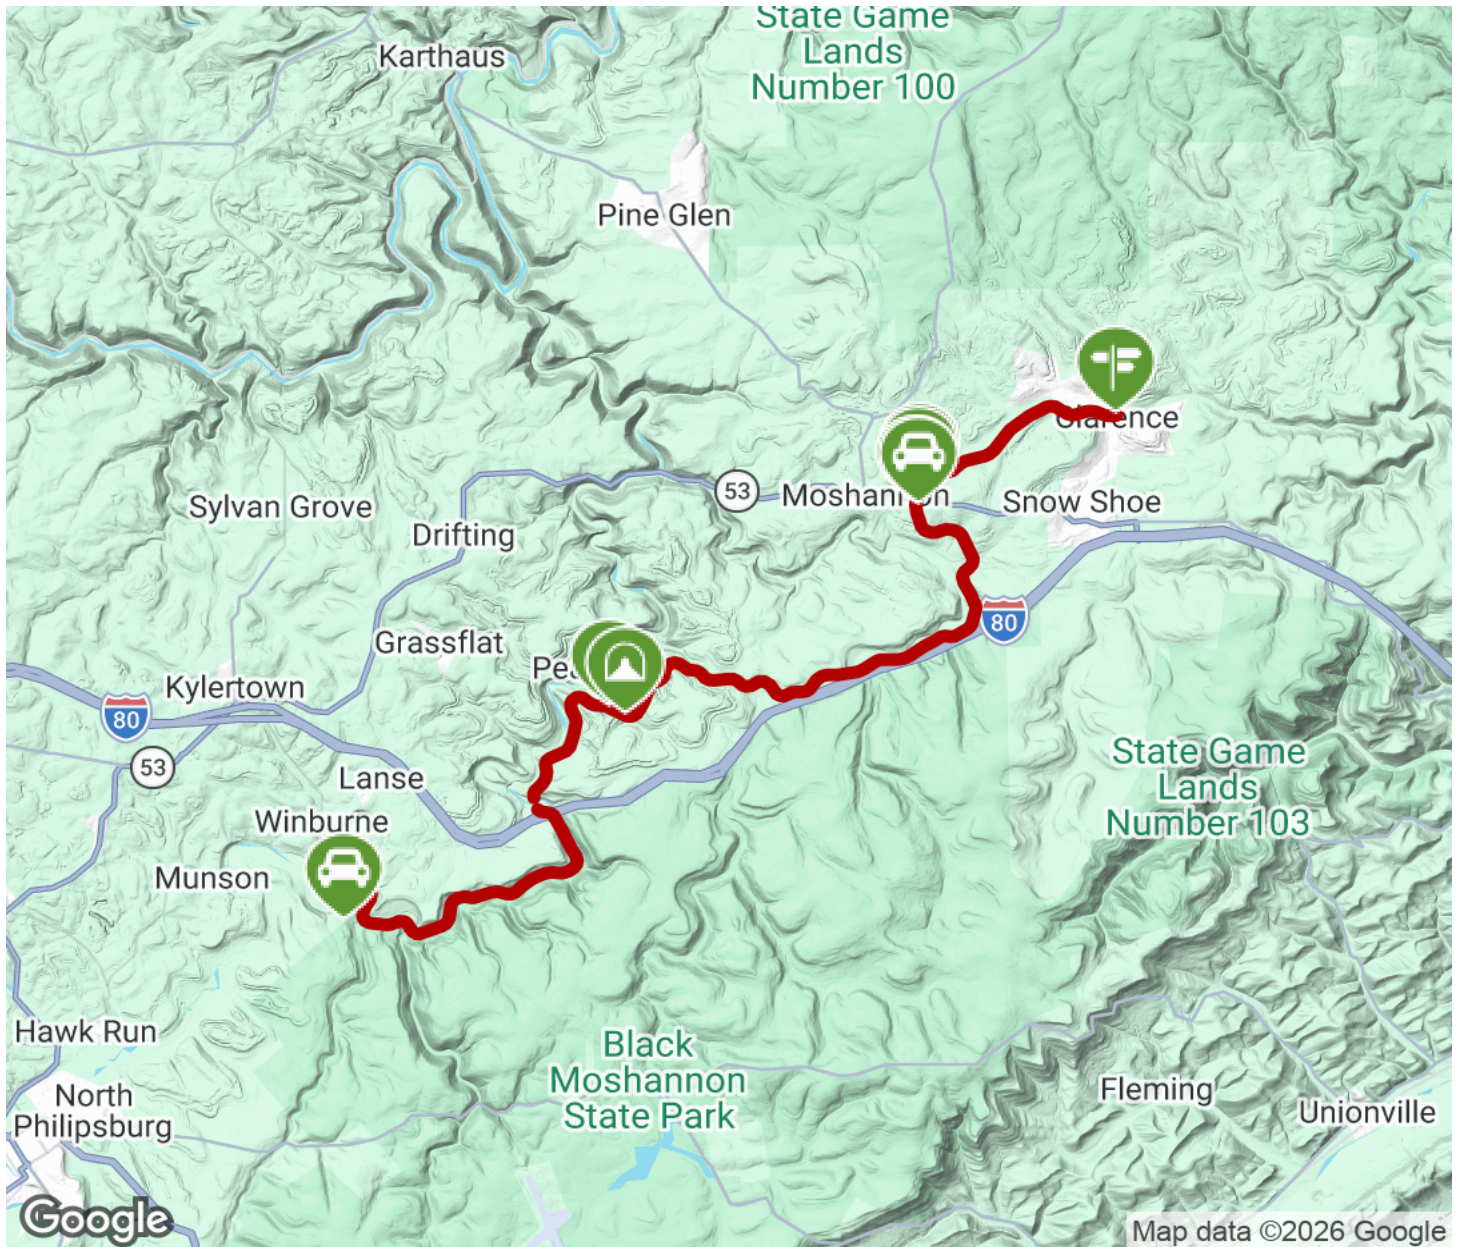 State Game
Lands
Number 100
Karthaus
Pine Glen
Clarence
Sylvan Grove
53
Moshannon
Snow Shoe
Drifting
80
Grassflat
Pe
Kylertown
80
53
Lanse
State Game
Lands
Number 103
Winburne
Munson
Hawk Run
Black
Moshannon
State Park
Fleming
North
Philipsburg
Unionville
Google
Map data ©2026 Google